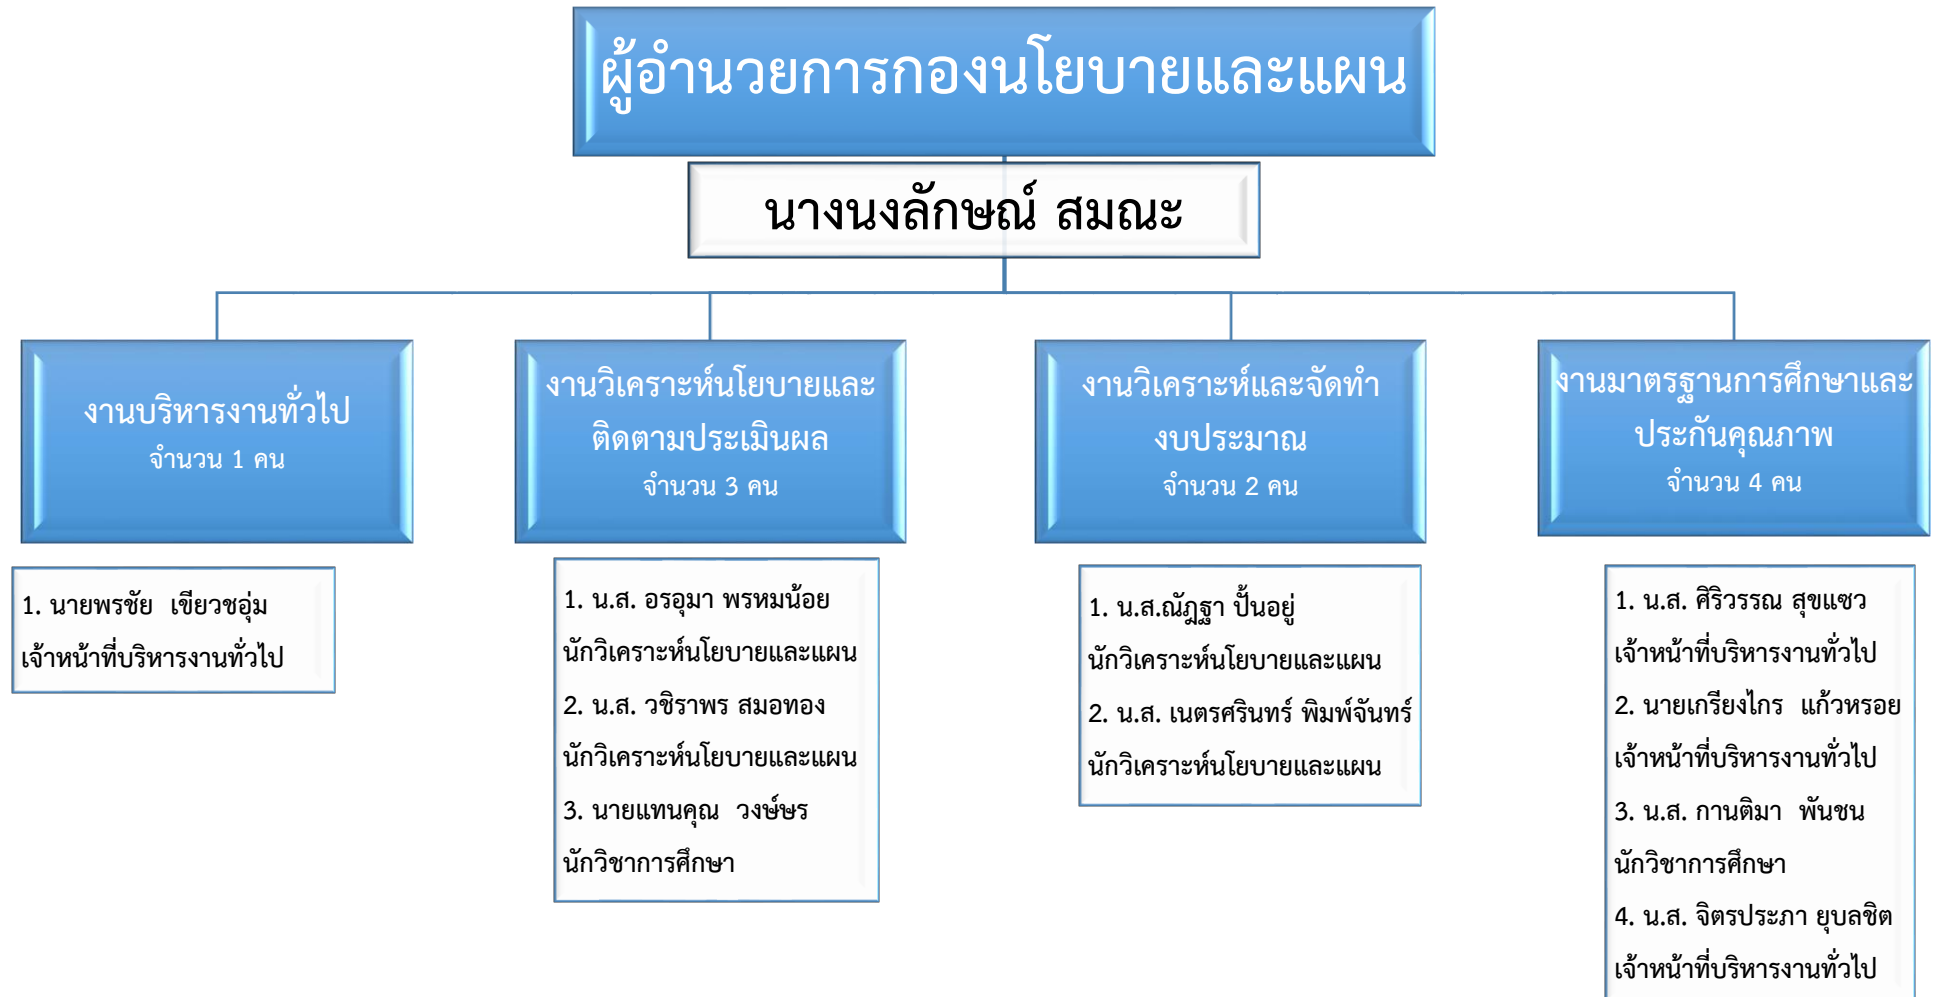 ผู้อำนวยการกองนโยบายและแผน
นางนงลักษณ์ สมณะ
งานบริหารงานทั่วไป
จำนวน 1 คน
1. นายพรชัย  เขียวชอุ่ม
เจ้าหน้าที่บริหารงานทั่วไป
งานวิเคราะห์นโยบายและ
ติดตามประเมินผล
จำนวน 3 คน
1. น.ส. อรอุมา พรหมน้อย
นักวิเคราะห์นโยบายและแผน
2. น.ส. วชิราพร สมอทอง
นักวิเคราะห์นโยบายและแผน
3. นายแทนคุณ  วงษ์ษร
นักวิชาการศึกษา
งานวิเคราะห์และจัดทำ
งบประมาณ
จำนวน 2 คน
1. น.ส.ณัฎฐา ปั้นอยู่
นักวิเคราะห์นโยบายและแผน
2. น.ส. เนตรศรินทร์ พิมพ์จันทร์
นักวิเคราะห์นโยบายและแผน
งานมาตรฐานการศึกษาและ
ประกันคุณภาพ
จำนวน 4 คน
1. น.ส. ศิริวรรณ สุขแซว
เจ้าหน้าที่บริหารงานทั่วไป
2. นายเกรียงไกร  แก้วหรอย
เจ้าหน้าที่บริหารงานทั่วไป
3. น.ส. กานติมา  พันชน
นักวิชาการศึกษา
4. น.ส. จิตรประภา ยุบลชิต
เจ้าหน้าที่บริหารงานทั่วไป